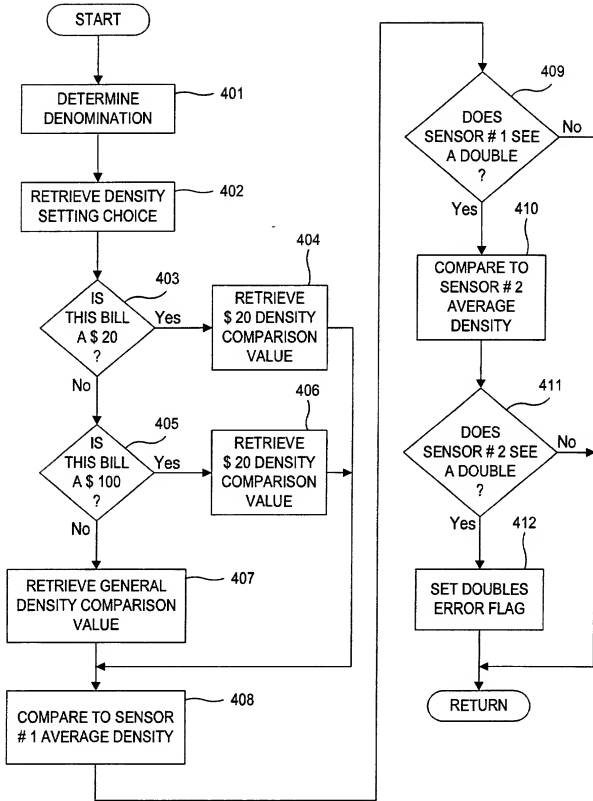 START
DETERMINE
DENOMINATION
401
RETRIEVE DENSITY
SETTING CHOICE
402
IS
THIS BILL
A $ 20
?
403
Yes
No
RETRIEVE
$ 20 DENSITY
COMPARISON
VALUE
404
IS
THIS BILL
A $ 100
?
405
Yes
No
RETRIEVE
$ 20 DENSITY
COMPARISON
VALUE
406
RETRIEVE GENERAL
DENSITY COMPARISON
VALUE
407
COMPARE TO SENSOR
# 1 AVERAGE DENSITY
408
DOES
SENSOR # 1 SEE
A DOUBLE
?
409
No
Yes
COMPARE TO
SENSOR # 2
AVERAGE
DENSITY
410
DOES
SENSOR # 2 SEE
A DOUBLE
?
411
No
Yes
SET DOUBLES
ERROR FLAG
412
RETURN